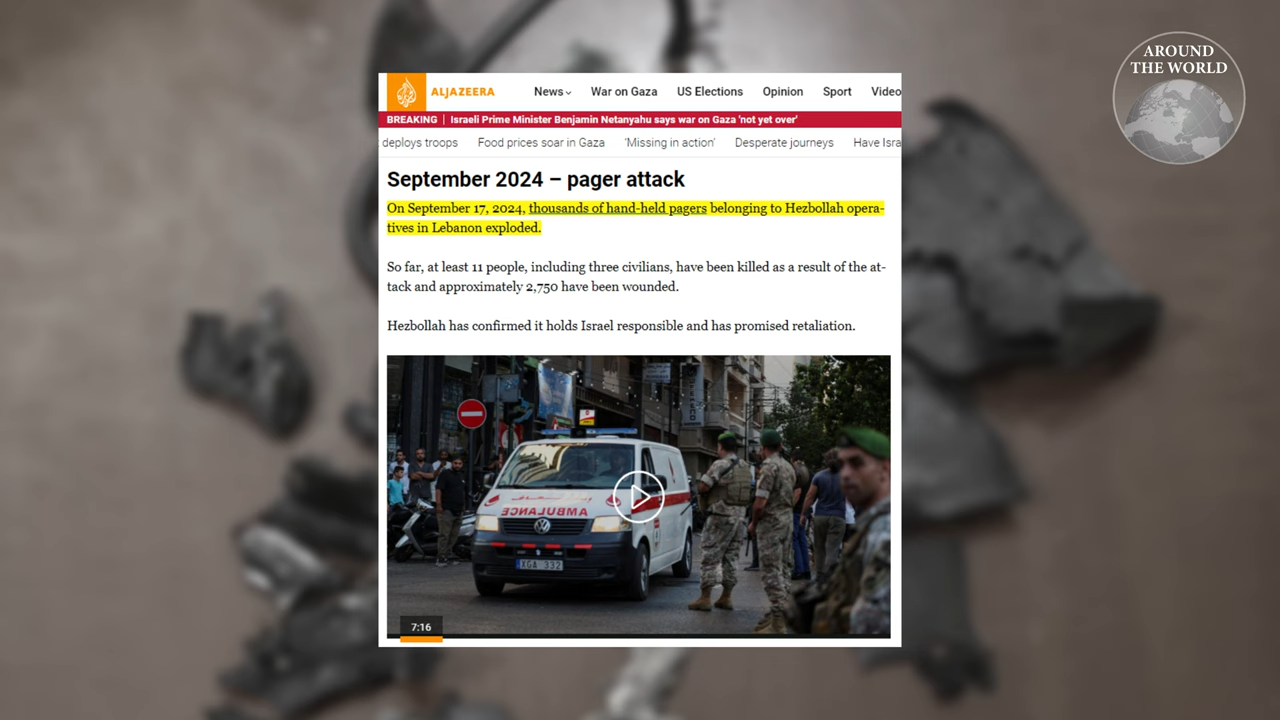 AROUND
THE WORLD
ALJAZEERA
News War on Gaza US Elections Opinion Sport Video
BREAKING | Israeli Prime Minister Benjamin Netanyahu says war on Gaza 'not yet over'
deploys troops Food prices soar in Gaza 'Missing in action' Desperate journeys Have Isra
September 2024 – pager attack
On September 17, 2024, thousands of hand-held pagers belonging to Hezbollah opera-
tives in Lebanon exploded.
So far, at least 11 people, including three civilians, have been killed as a result of the at-
tack and approximately 2,750 have been wounded.
Hezbollah has confirmed it holds Israel responsible and has promised retaliation.
AMBULANCE
XGA 332
7:16